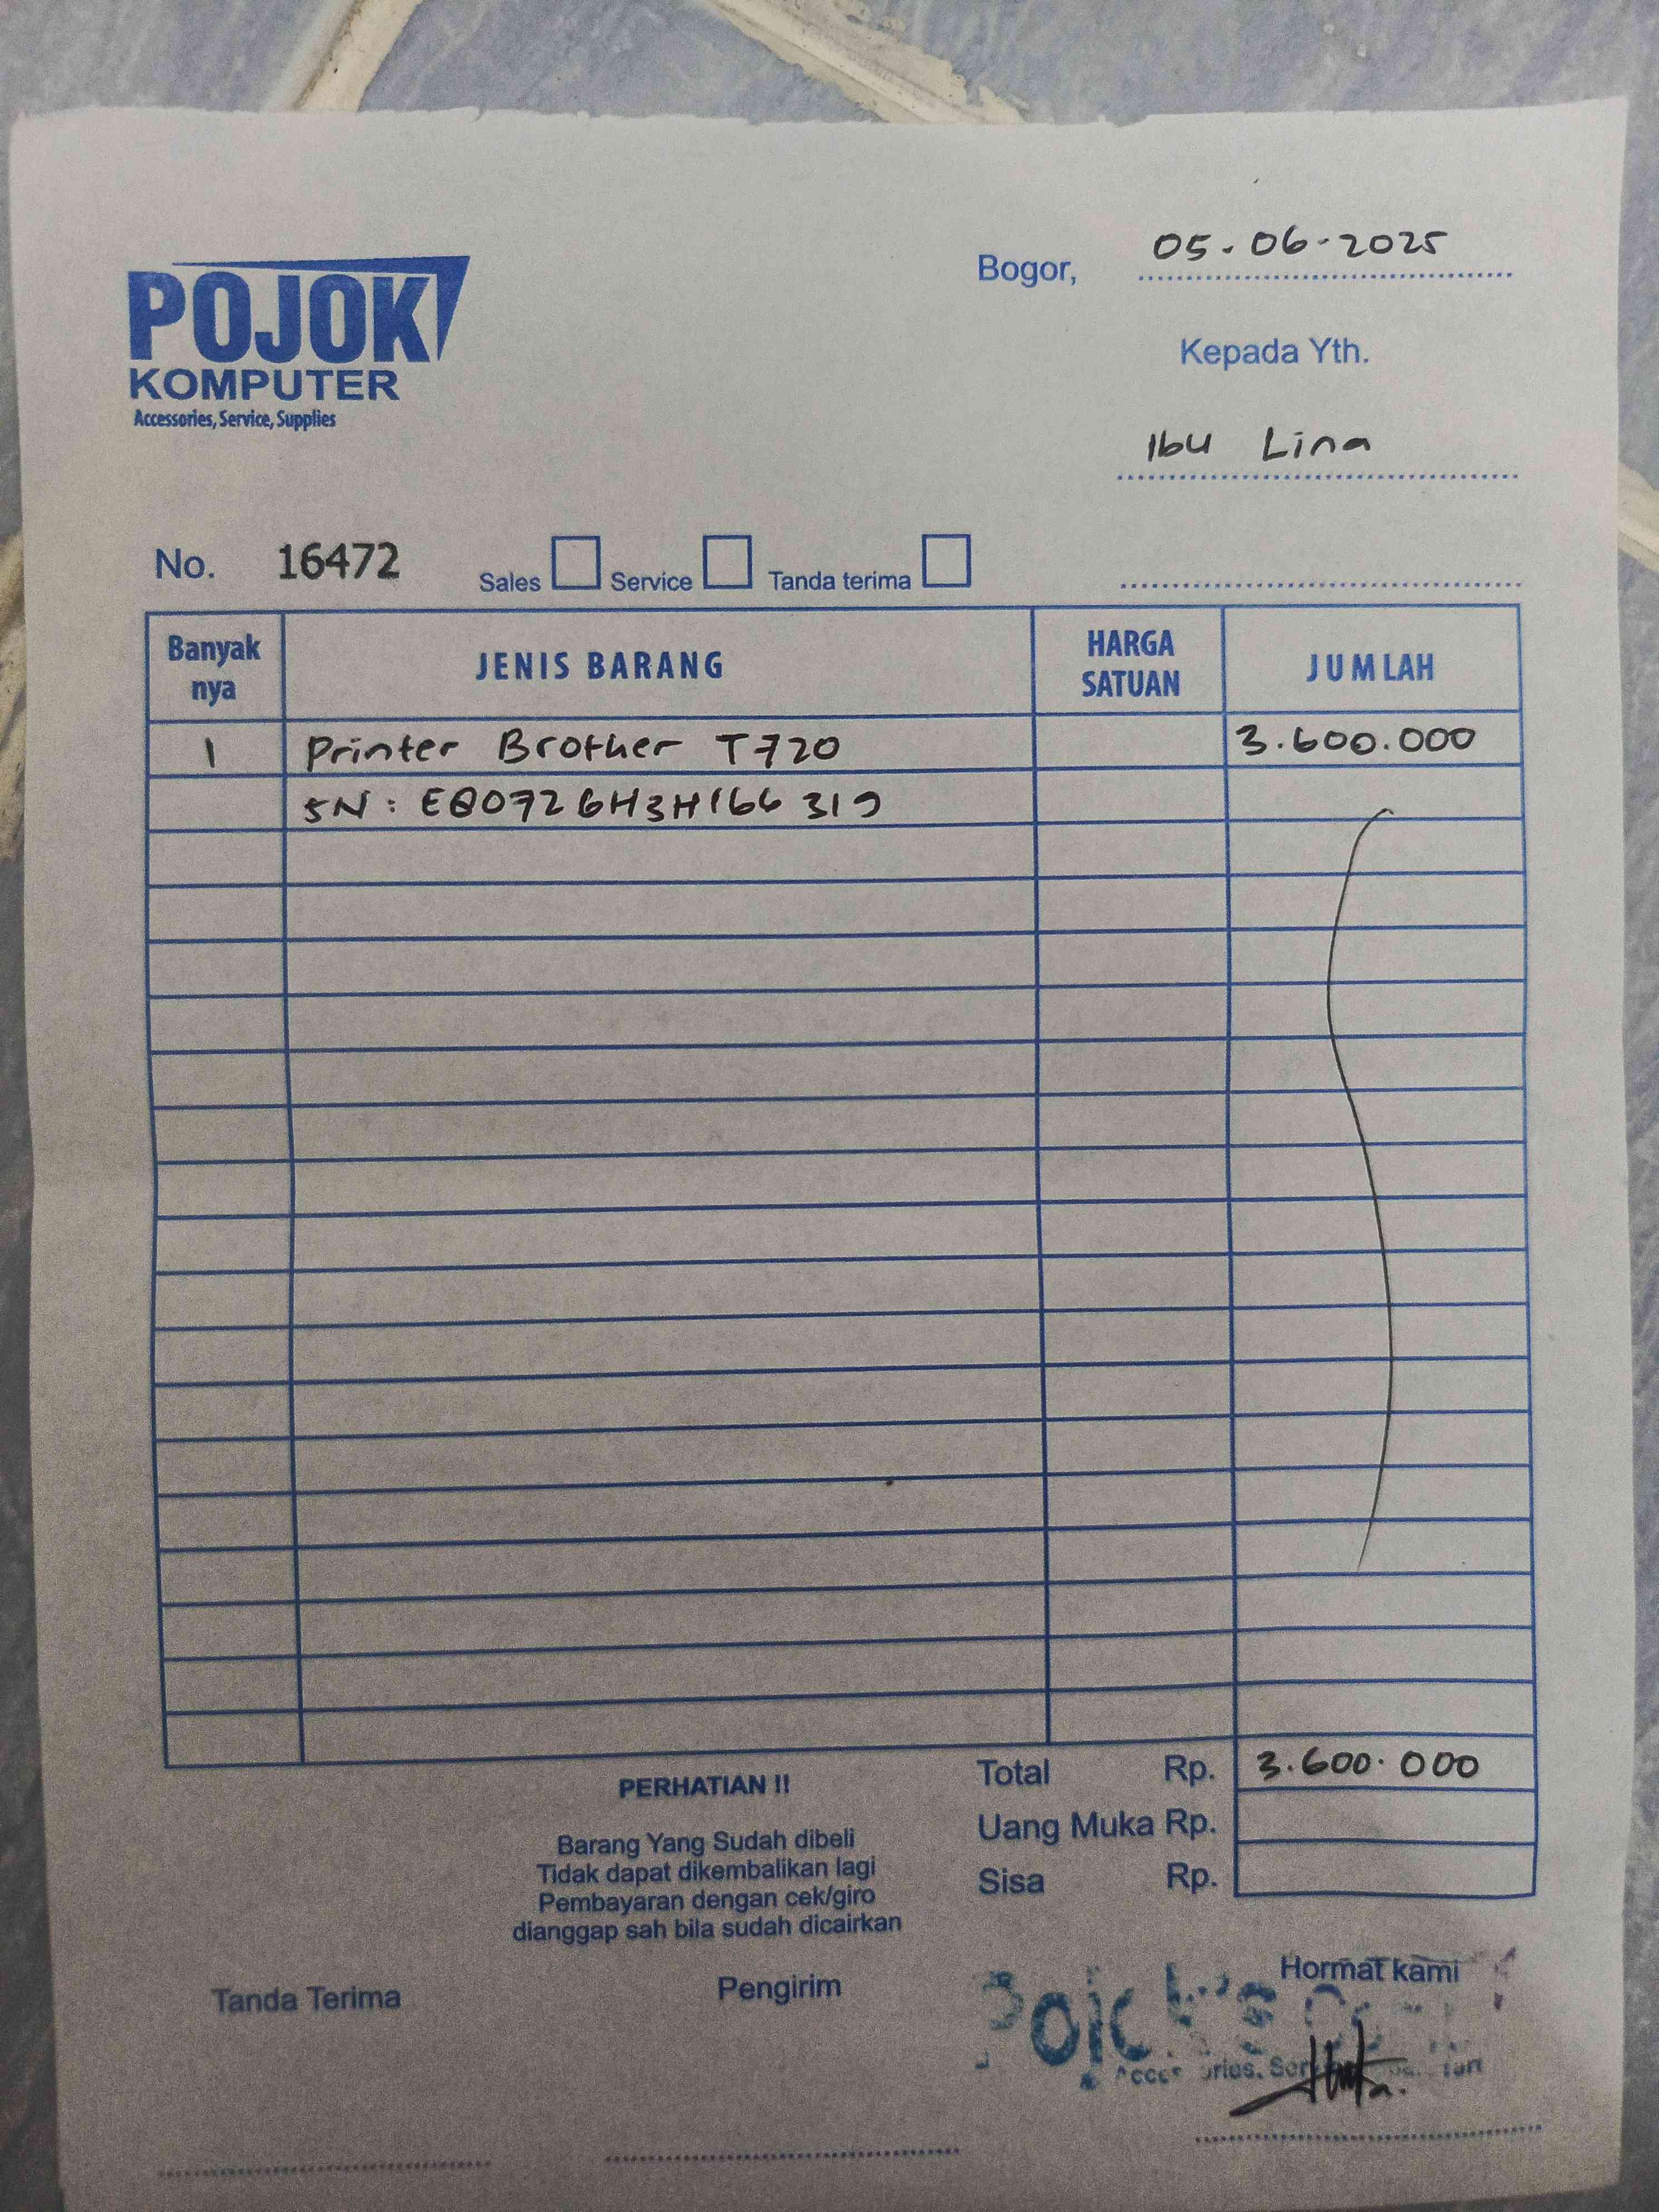 POJOK
KOMPUTER
Accessories, Service, Supplies
Bogor, 05-06-2025
Kepada Yth.
Ibu Lina
No. 16472 Sales Service Tanda terima
Banyak nya JENIS BARANG HARGA SATUAN JUMLAH
1 Printer Brother T720 3.600.000
SN: E80726H3H166319
Total Rp. 3.600.000
Uang Muka Rp.
Sisa Rp.
PERHATIAN !!
Barang Yang Sudah dibeli
Tidak dapat dikembalikan lagi
Pembayaran dengan cek/giro
dianggap sah bila sudah dicairkan
Tanda Terima Pengirim Hormat kami